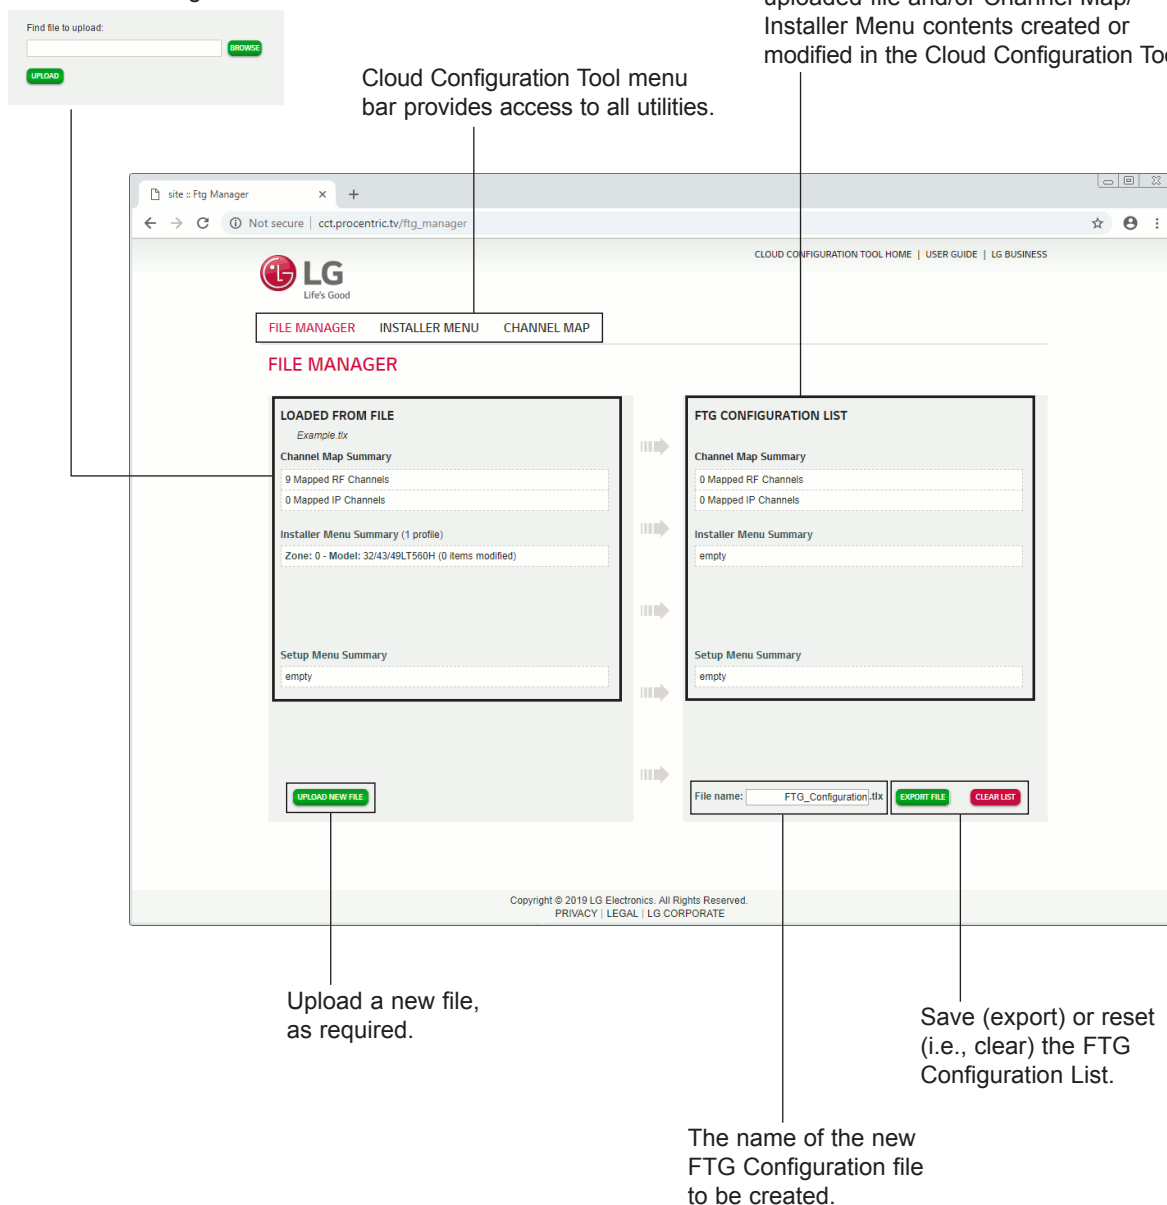 Find file to upload:
BROWSE
UPLOAD
uploaded file and/or Channel Map/
Installer Menu contents created or
modified in the Cloud Configuration
Cloud Configuration Tool menu
bar provides access to all utilities.
site :: Ftg Manager
Not secure | cct.procentric.tv/ftg_manager
CLOUD CONFIGURATION TOOL HOME | USER GUIDE | LG BUSINESS
LG
Life's Good
FILE MANAGER INSTALLER MENU CHANNEL MAP
FILE MANAGER
LOADED FROM FILE
Example.tlx
Channel Map Summary
9 Mapped RF Channels
0 Mapped IP Channels
Installer Menu Summary (1 profile)
Zone: 0 - Model: 32/43/49LT560H (0 items modified)
Setup Menu Summary
empty
UPLOAD NEW FILE
FTG CONFIGURATION LIST
Channel Map Summary
0 Mapped RF Channels
0 Mapped IP Channels
Installer Menu Summary
empty
Setup Menu Summary
empty
File name: FTG_Configuration .tlx EXPORT FILE CLEAR LIST
Copyright © 2019 LG Electronics. All Rights Reserved.
PRIVACY | LEGAL | LG CORPORATE
Upload a new file,
as required.
Save (export) or reset
(i.e., clear) the FTG
Configuration List.
The name of the new
FTG Configuration file
to be created.